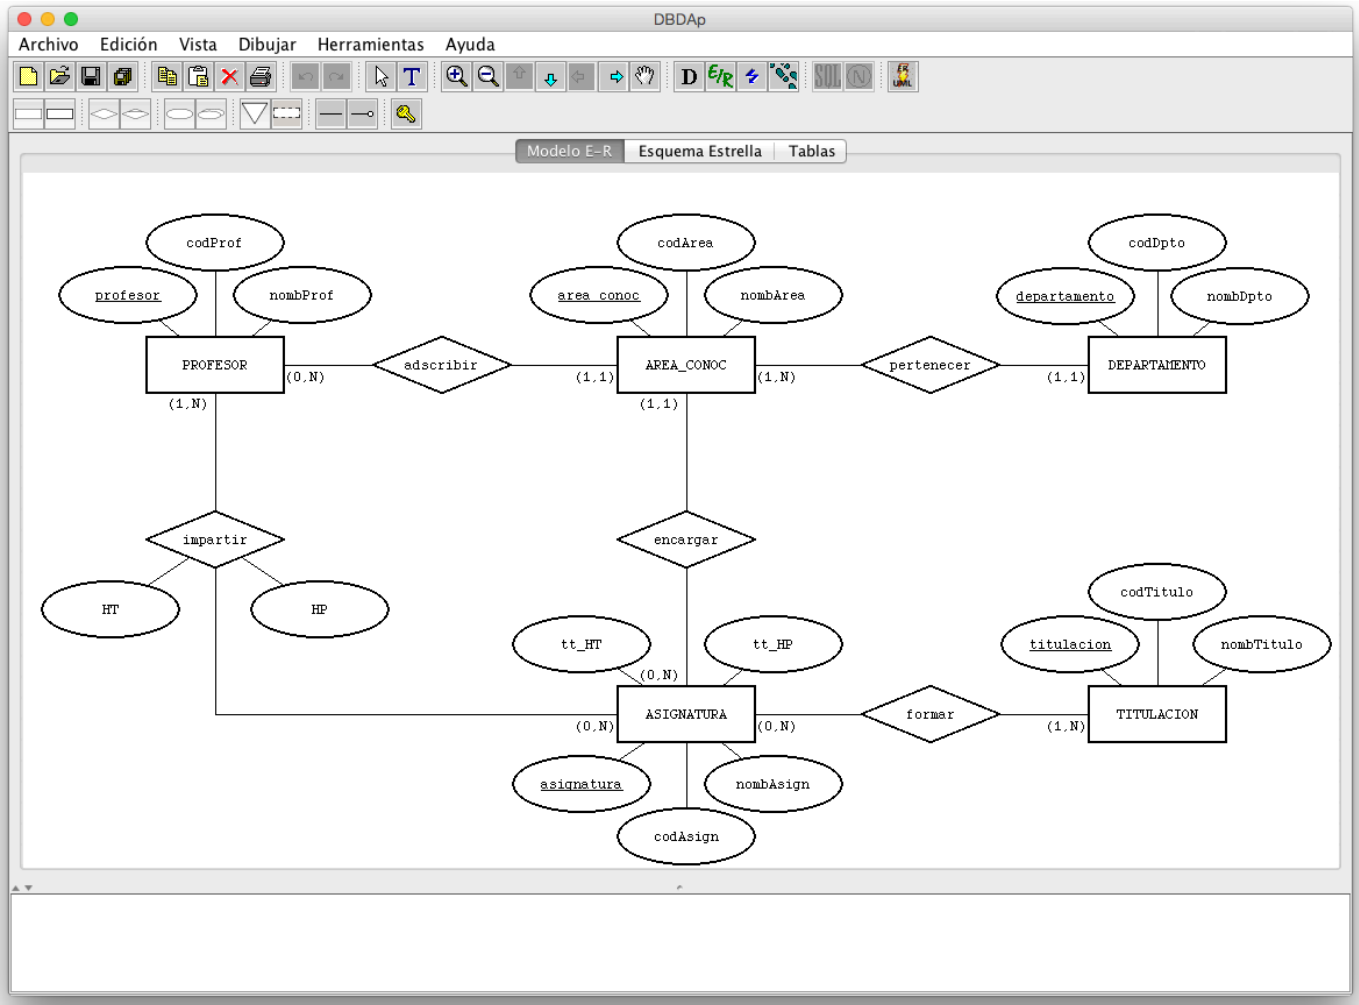 DBDAp
Archivo Edición Vista Dibujar Herramientas Ayuda
T D E/R SQL N UML
Modelo E-R Esquema Estrella Tablas
codProf codArea codDpto
profesor nombProf area_conoc nombArea departamento nombDpto
PROFESOR adscribir AREA_CONOC pertenecer DEPARTAMENTO
(0,N) (1,1) (1,N) (1,1)
(1,N) (1,1)
impartir encargar
codTitulo
HT HP
tt_HT tt_HP titulacion nombTitulo
(0,N)
ASIGNATURA formar TITULACION
(0,N) (0,N) (1,N)
asignatura nombAsign
codAsign